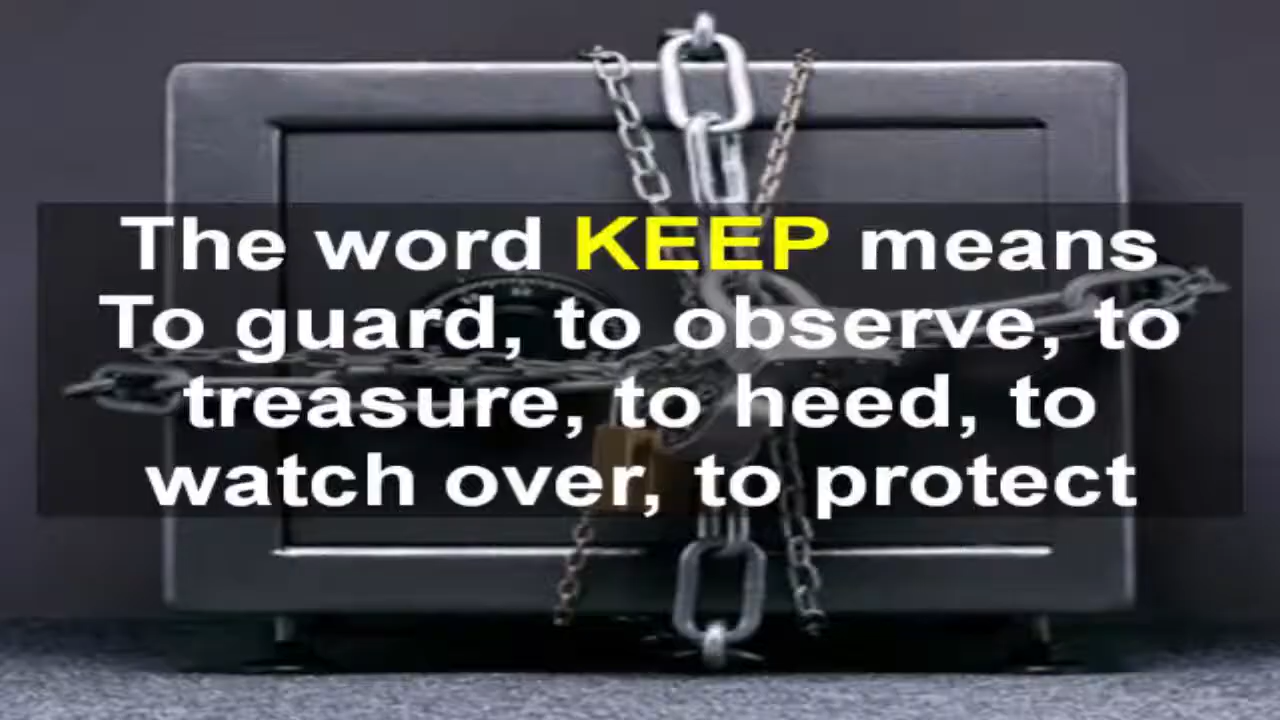 The word KEEP means
To guard, to observe, to
treasure, to heed, to
watch over, to protect